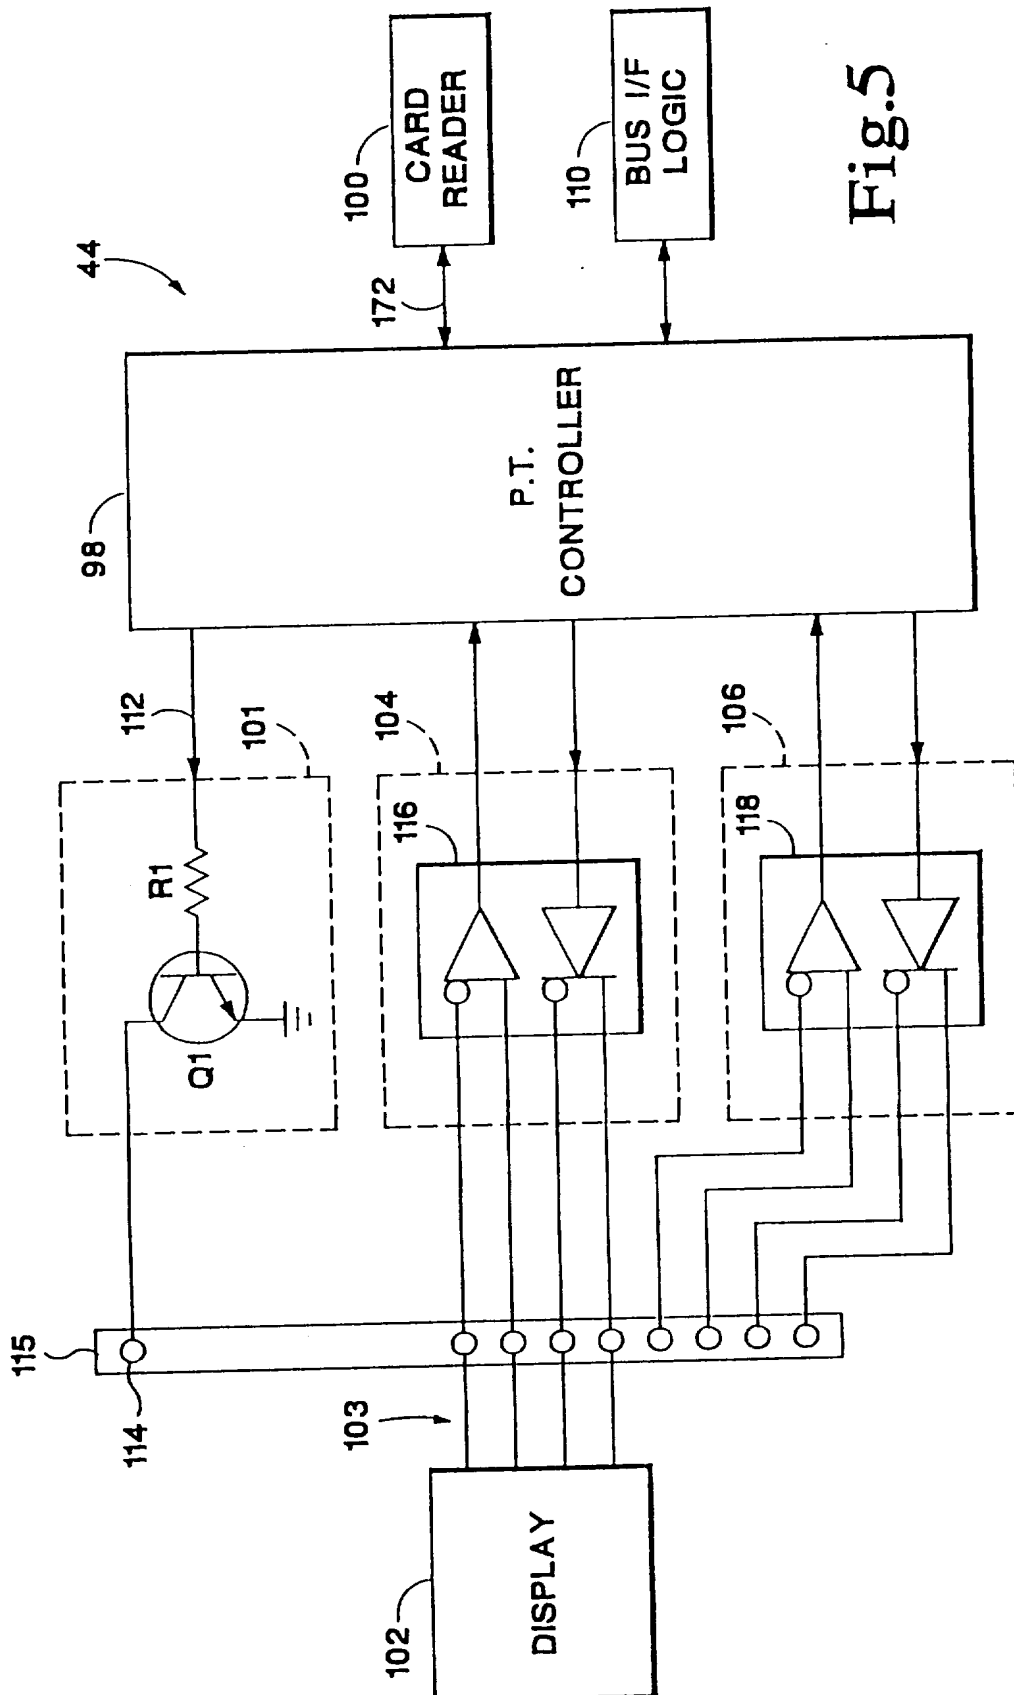 44
98
P.T.
CONTROLLER
172
100
CARD
READER
110
BUS I/F
LOGIC
112
101
R1
Q1
104
116
106
118
115
114
103
102
DISPLAY
Fig.5